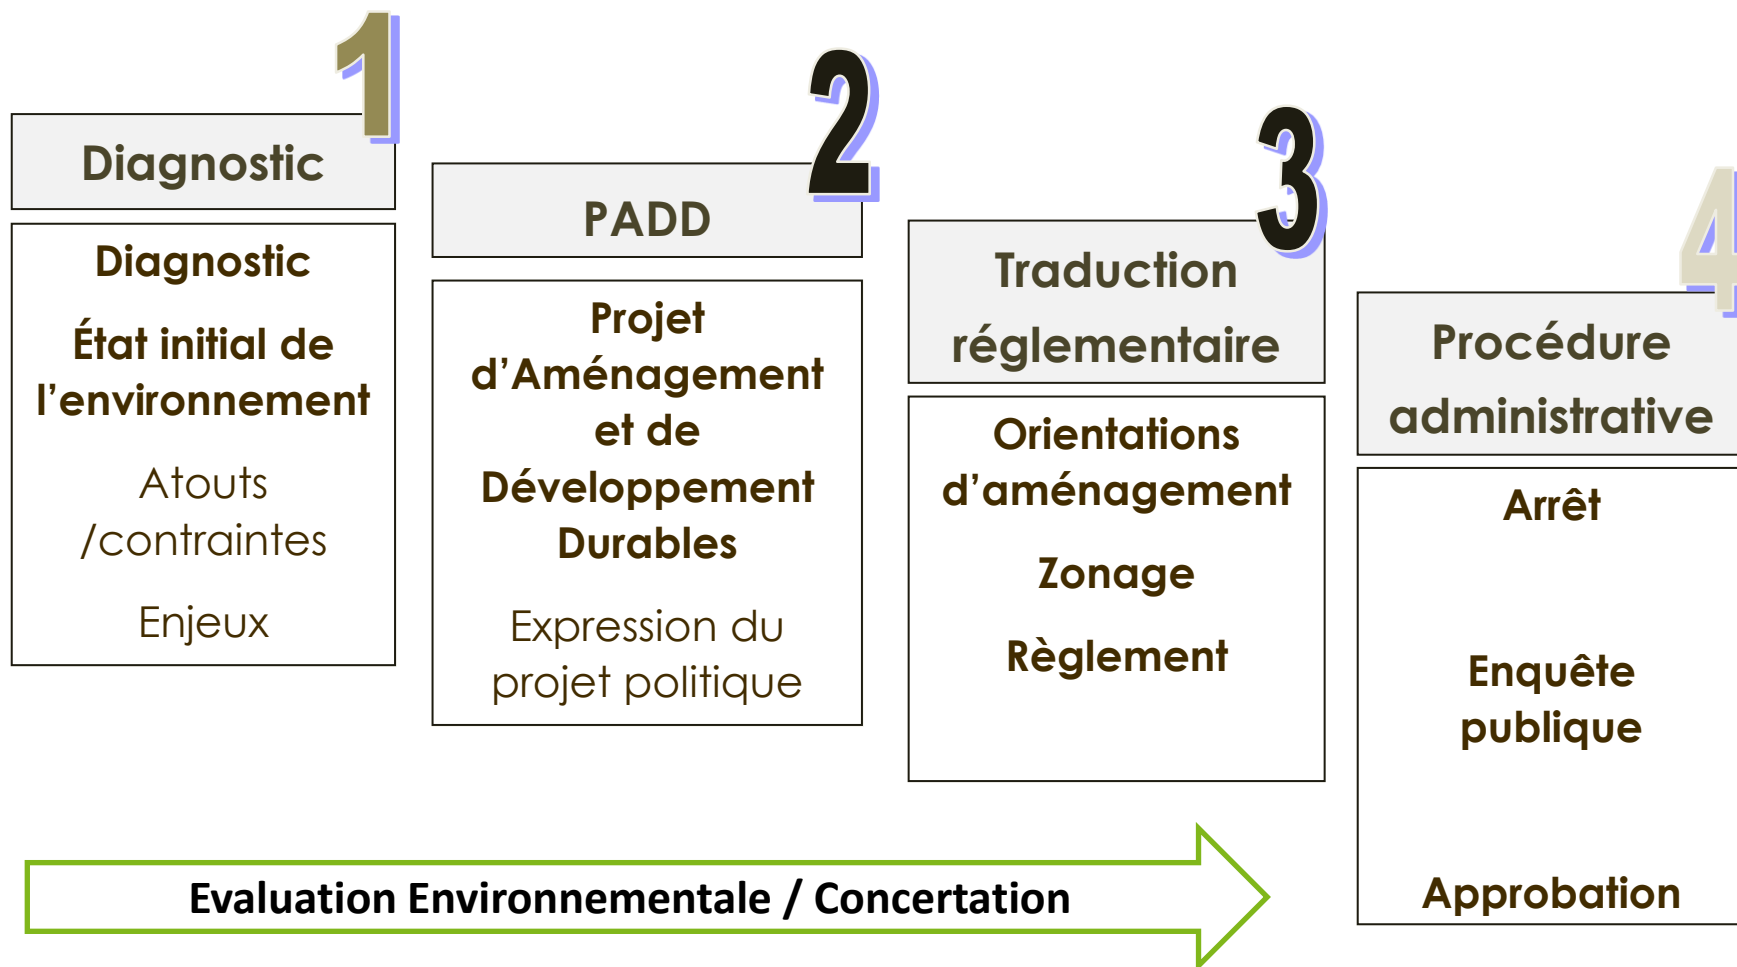 1
Diagnostic
Diagnostic
État initial de
l’environnement
Atouts
/contraintes
Enjeux
2
PADD
Projet
d’Aménagement
et de
Développement
Durables
Expression du
projet politique
3
Traduction
réglementaire
Orientations
d’aménagement
Zonage
Règlement
4
Procédure
administrative
Arrêt
Enquête
publique
Approbation
Evaluation Environnementale / Concertation